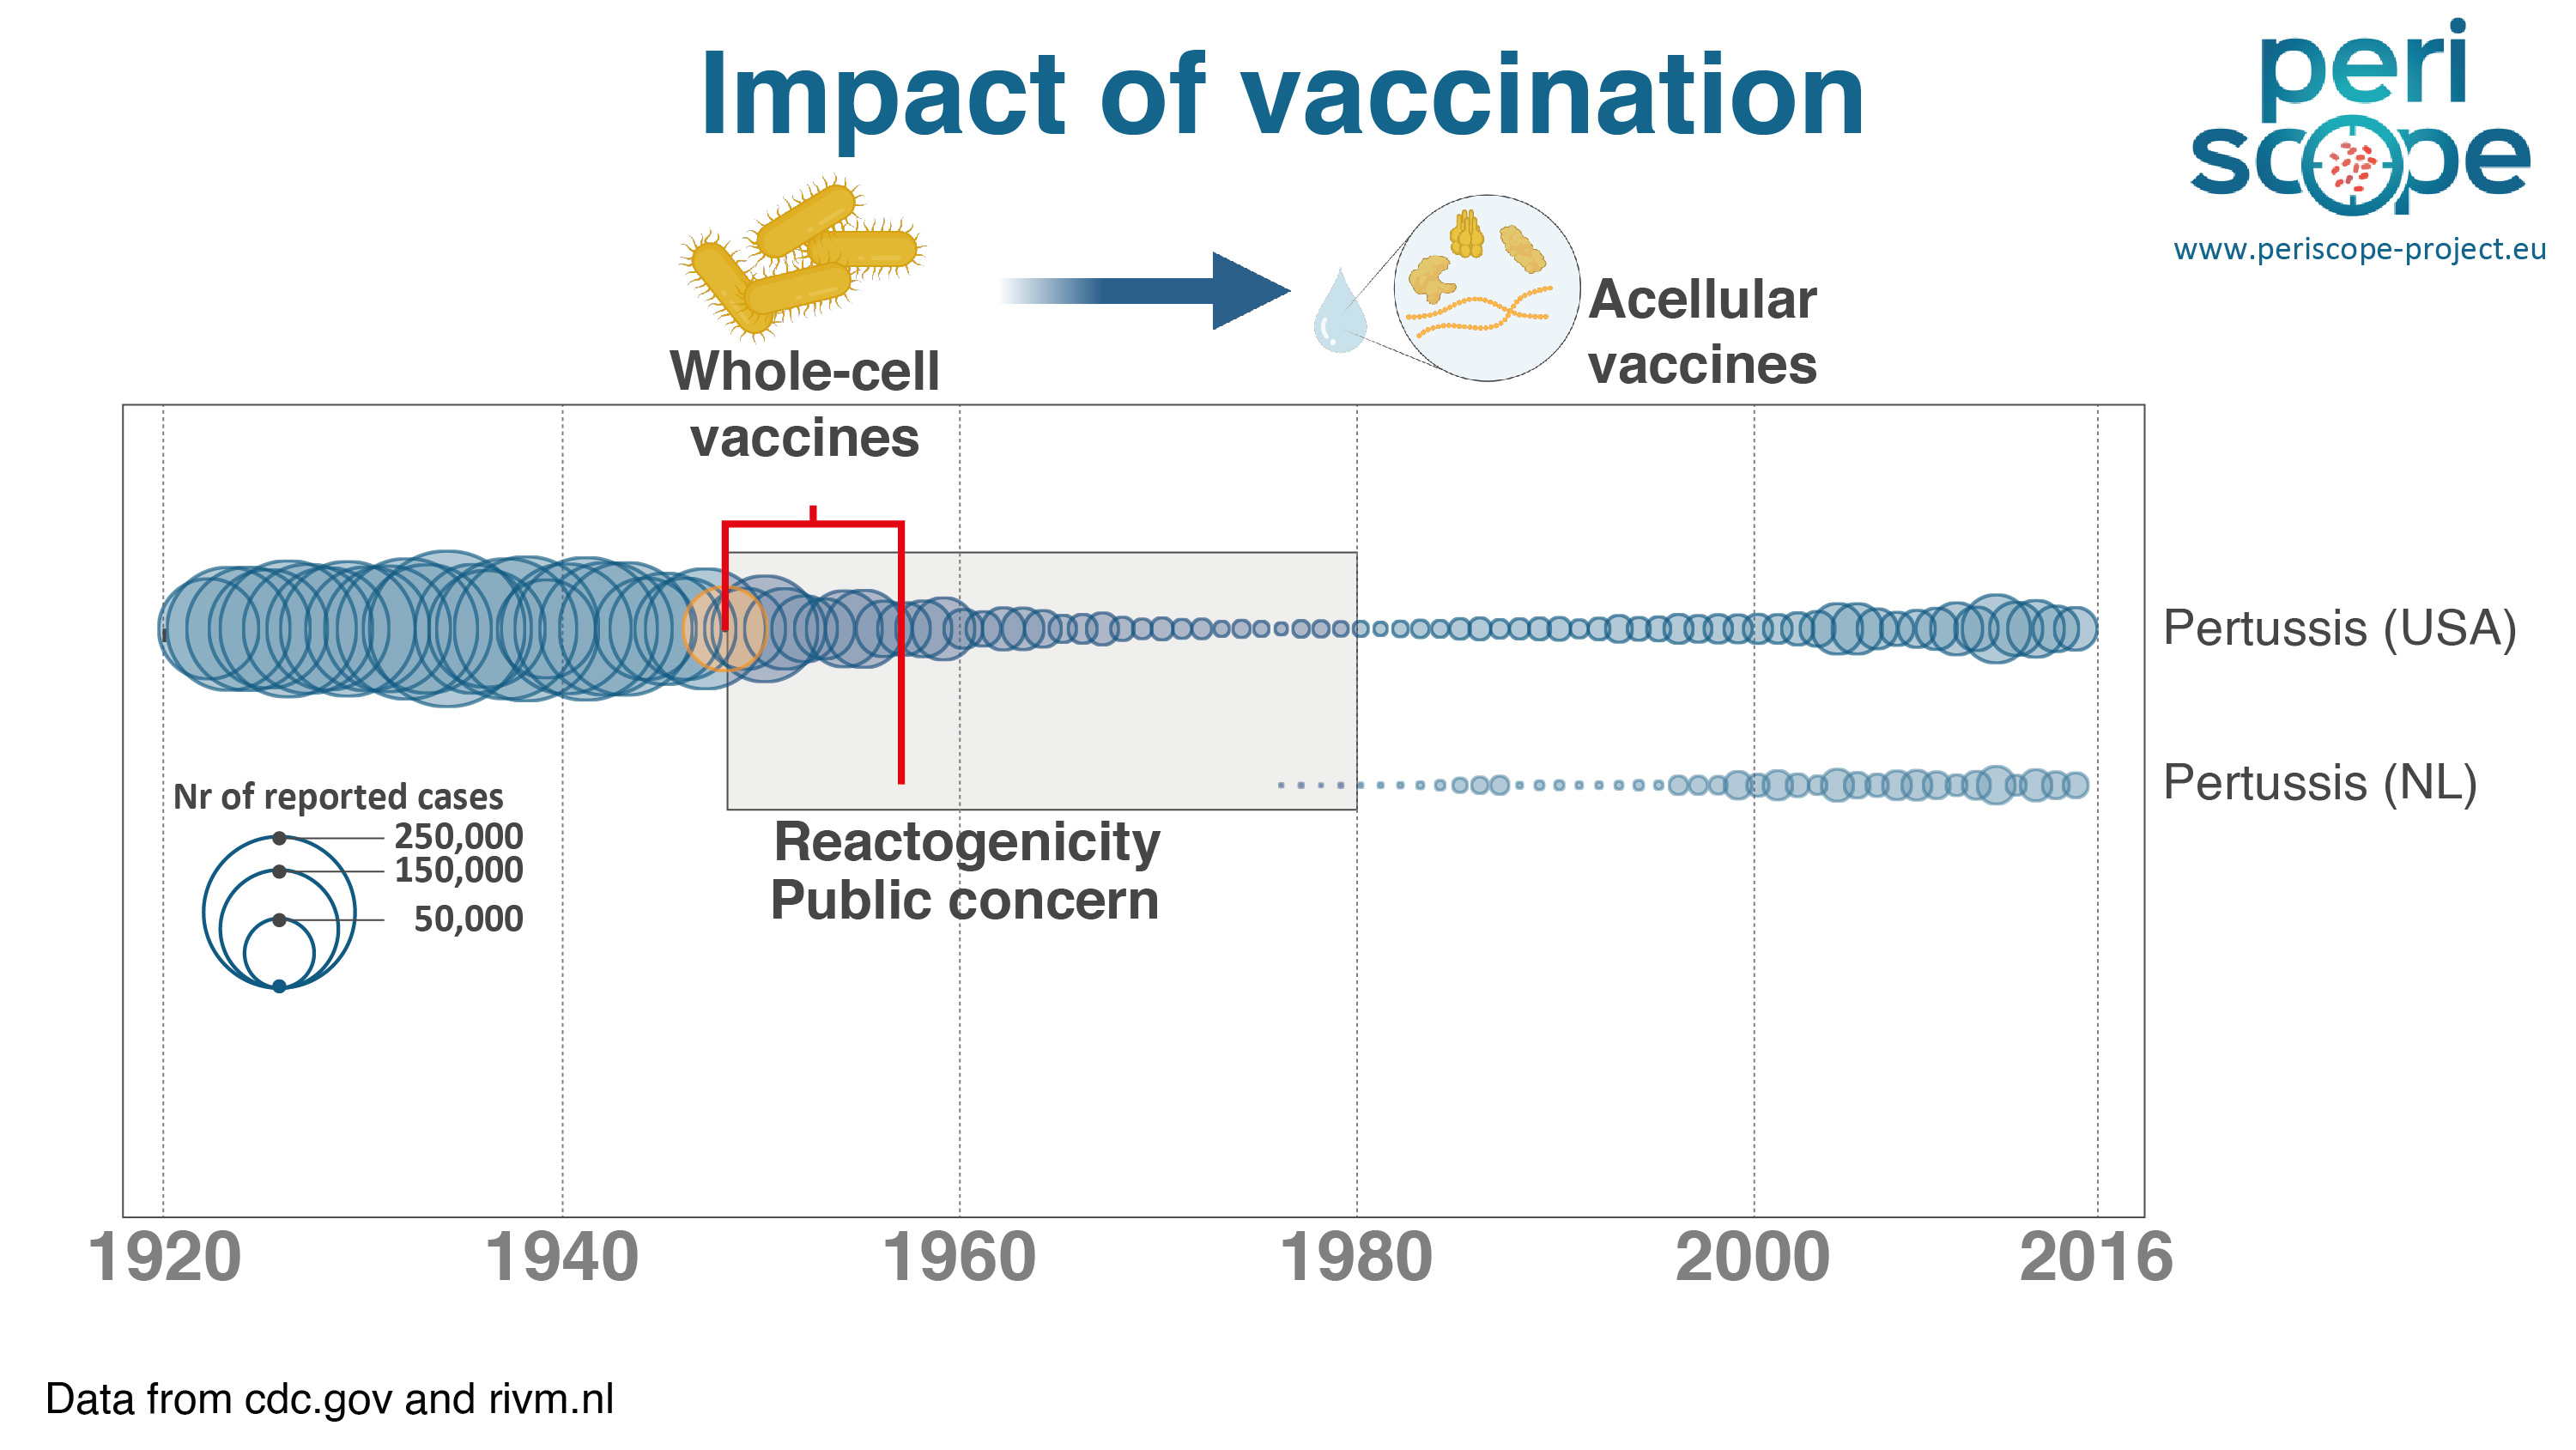 Impact of vaccination
peri
scope
www.periscope-project.eu
Whole-cell
vaccines
Acellular
vaccines
Pertussis (USA)
Pertussis (NL)
Nr of reported cases
250,000
150,000
50,000
Reactogenicity
Public concern
1920
1940
1960
1980
2000
2016
Data from cdc.gov and rivm.nl